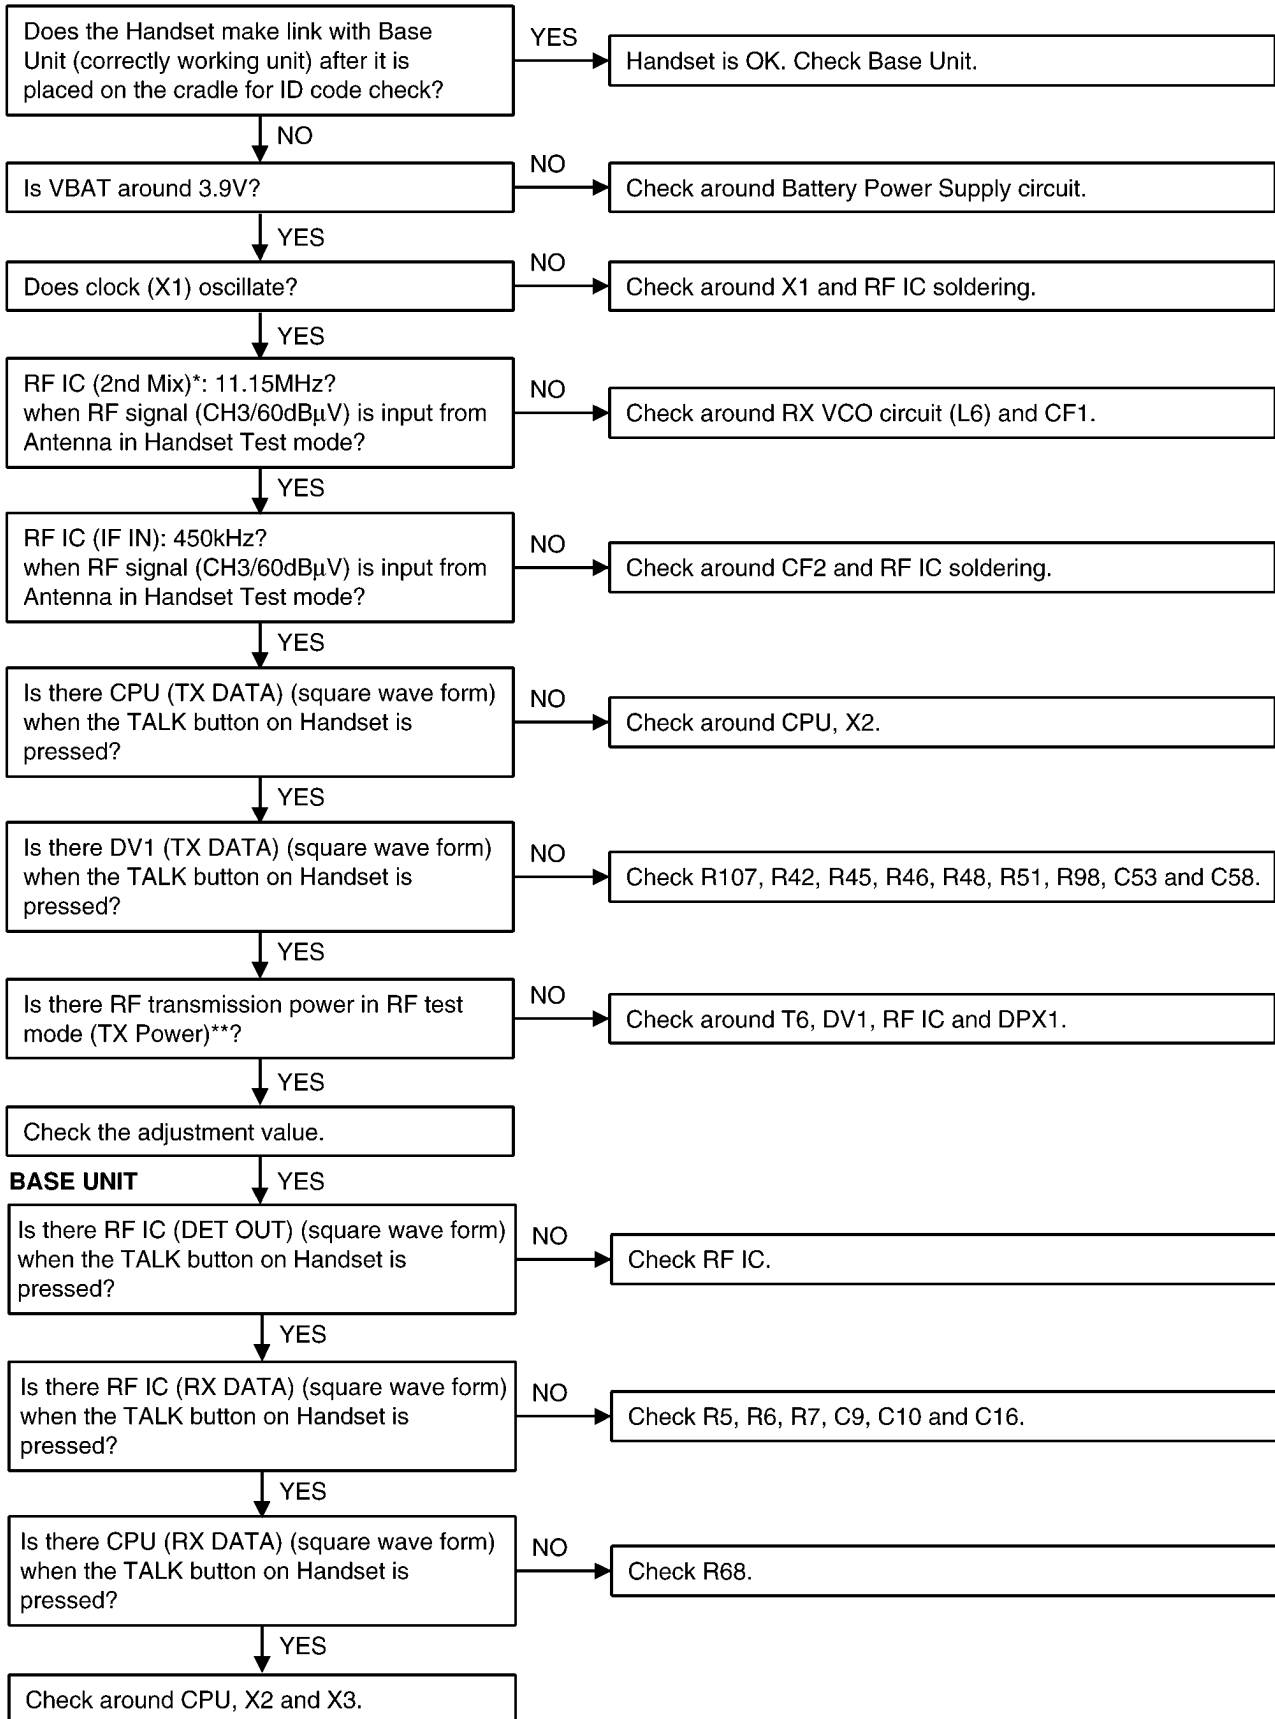 Does the Handset make link with Base
Unit (correctly working unit) after it is
placed on the cradle for ID code check?
YES
Handset is OK. Check Base Unit.
NO
Is VBAT around 3.9V?
NO
Check around Battery Power Supply circuit.
YES
Does clock (X1) oscillate?
NO
Check around X1 and RF IC soldering.
YES
RF IC (2nd Mix)*: 11.15MHz?
when RF signal (CH3/60dBµV) is input from
Antenna in Handset Test mode?
NO
Check around RX VCO circuit (L6) and CF1.
YES
RF IC (IF IN): 450kHz?
when RF signal (CH3/60dBµV) is input from
Antenna in Handset Test mode?
NO
Check around CF2 and RF IC soldering.
YES
Is there CPU (TX DATA) (square wave form)
when the TALK button on Handset is
pressed?
NO
Check around CPU, X2.
YES
Is there DV1 (TX DATA) (square wave form)
when the TALK button on Handset is
pressed?
NO
Check R107, R42, R45, R46, R48, R51, R98, C53 and C58.
YES
Is there RF transmission power in RF test
mode (TX Power)**?
NO
Check around T6, DV1, RF IC and DPX1.
YES
Check the adjustment value.
BASE UNIT
YES
Is there RF IC (DET OUT) (square wave form)
when the TALK button on Handset is
pressed?
NO
Check RF IC.
YES
Is there RF IC (RX DATA) (square wave form)
when the TALK button on Handset is
pressed?
NO
Check R5, R6, R7, C9, C10 and C16.
YES
Is there CPU (RX DATA) (square wave form)
when the TALK button on Handset is
pressed?
NO
Check R68.
YES
Check around CPU, X2 and X3.